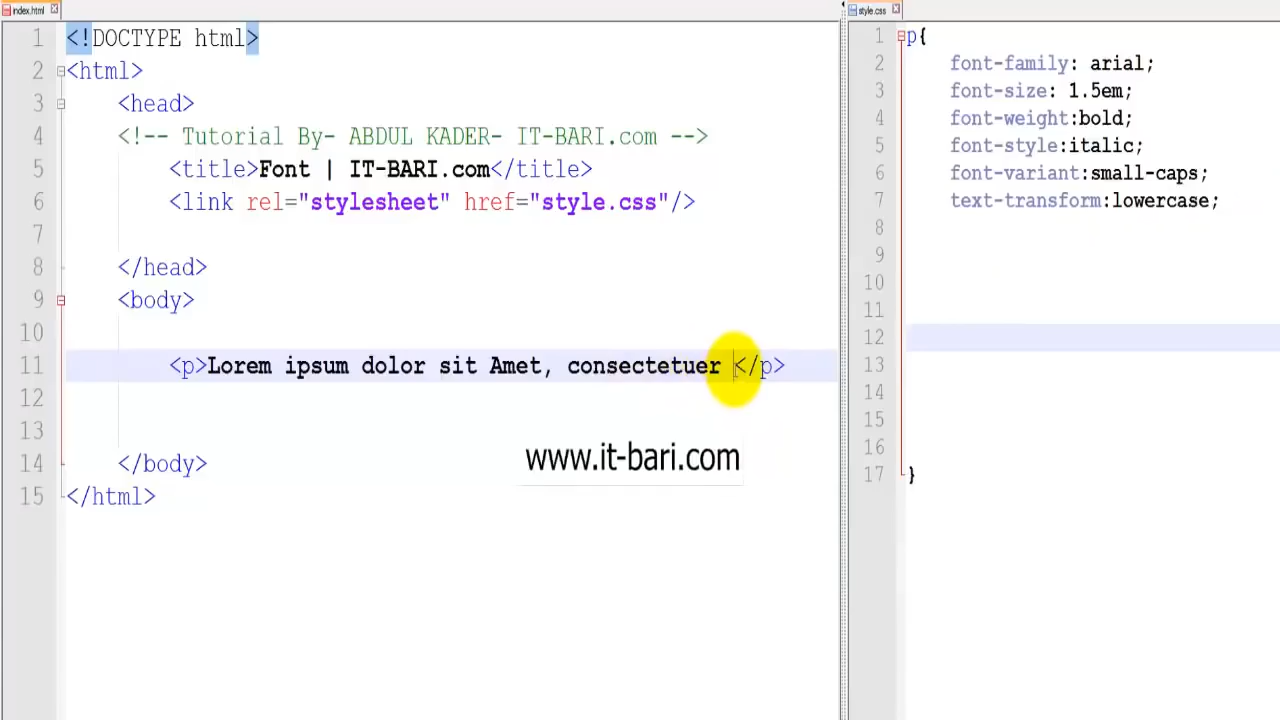 index.html
1 <!DOCTYPE html>
2 <html>
3 <head>
4 <!-- Tutorial By- ABDUL KADER- IT-BARI.com -->
5 <title>Font | IT-BARI.com</title>
6 <link rel="stylesheet" href="style.css"/>
7
8 </head>
9 <body>
10
11 <p>Lorem ipsum dolor sit Amet, consectetuer </p>
12
13
14 </body>
15 </html>
www.it-bari.com
style.css
1 p{
2 font-family: arial;
3 font-size: 1.5em;
4 font-weight:bold;
5 font-style:italic;
6 font-variant:small-caps;
7 text-transform:lowercase;
8
9
10
11
12
13
14
15
16
17 }